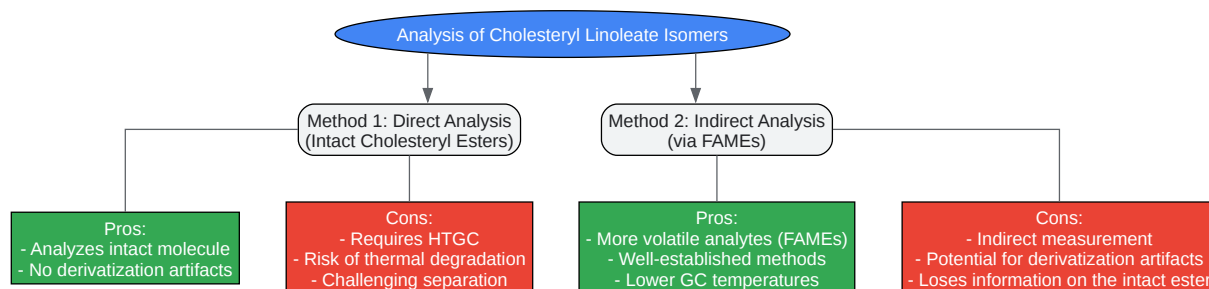 Analysis of Cholesteryl Linoleate Isomers
Method 1: Direct Analysis
(Intact Cholesteryl Esters)
Method 2: Indirect Analysis
(via FAMEs)
Pros:
- Analyzes intact molecule
- No derivatization artifacts
Cons:
- Requires HTGC
- Risk of thermal degradation
- Challenging separation
Pros:
- More volatile analytes (FAMEs)
- Well-established methods
- Lower GC temperatures
Cons:
- Indirect measurement
- Potential for derivatization artifacts
- Loses information on the intact ester